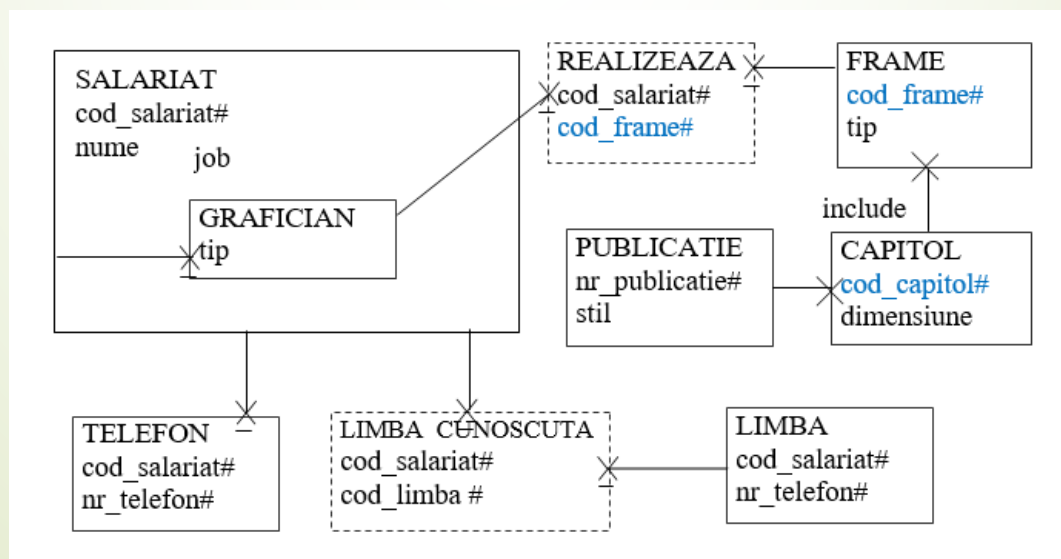 SALARIAT
cod_salariat#
nume
job
GRAFICIAN
tip
REALIZEAZA
cod_salariat#
cod_frame#
FRAME
cod_frame#
tip
include
PUBLICATIE
nr_publicatie#
stil
CAPITOL
cod_capitol#
dimensiune
TELEFON
cod_salariat#
nr_telefon#
LIMBA CUNOSCUTA
cod_salariat#
cod_limba #
LIMBA
cod_salariat#
nr_telefon#